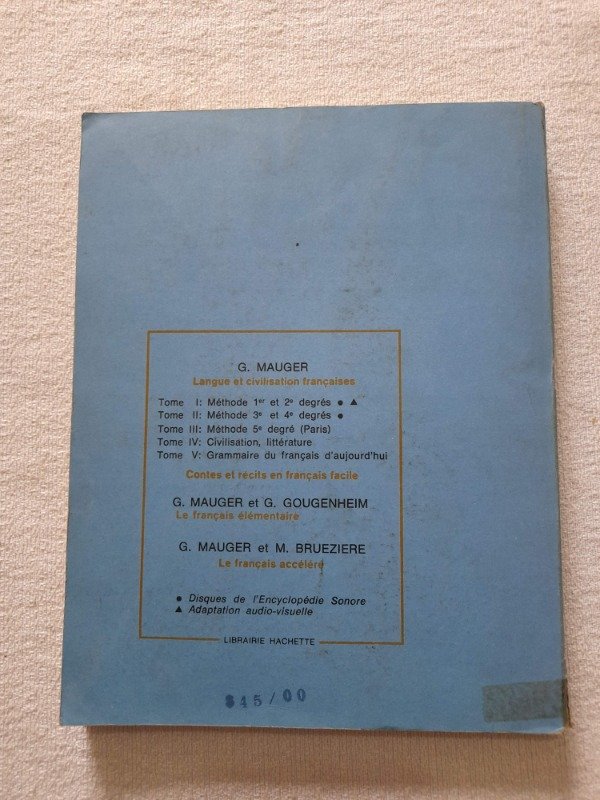 G. MAUGER
Langue et civilisation françaises
Tome I: Méthode 1er et 2e degrés ● ▲
Tome II: Méthode 3e et 4e degrés ●
Tome III: Méthode 5e degré (Paris)
Tome IV: Civilisation, littérature
Tome V: Grammaire du français d'aujourd'hui
Contes et récits en français facile
G. MAUGER et G. GOUGENHEIM
Le français élémentaire
G. MAUGER et M. BRUEZIERE
Le français accéléré
● Disques de l'Encyclopédie Sonore
▲ Adaptation audio-visuelle
LIBRAIRIE HACHETTE
$45/00